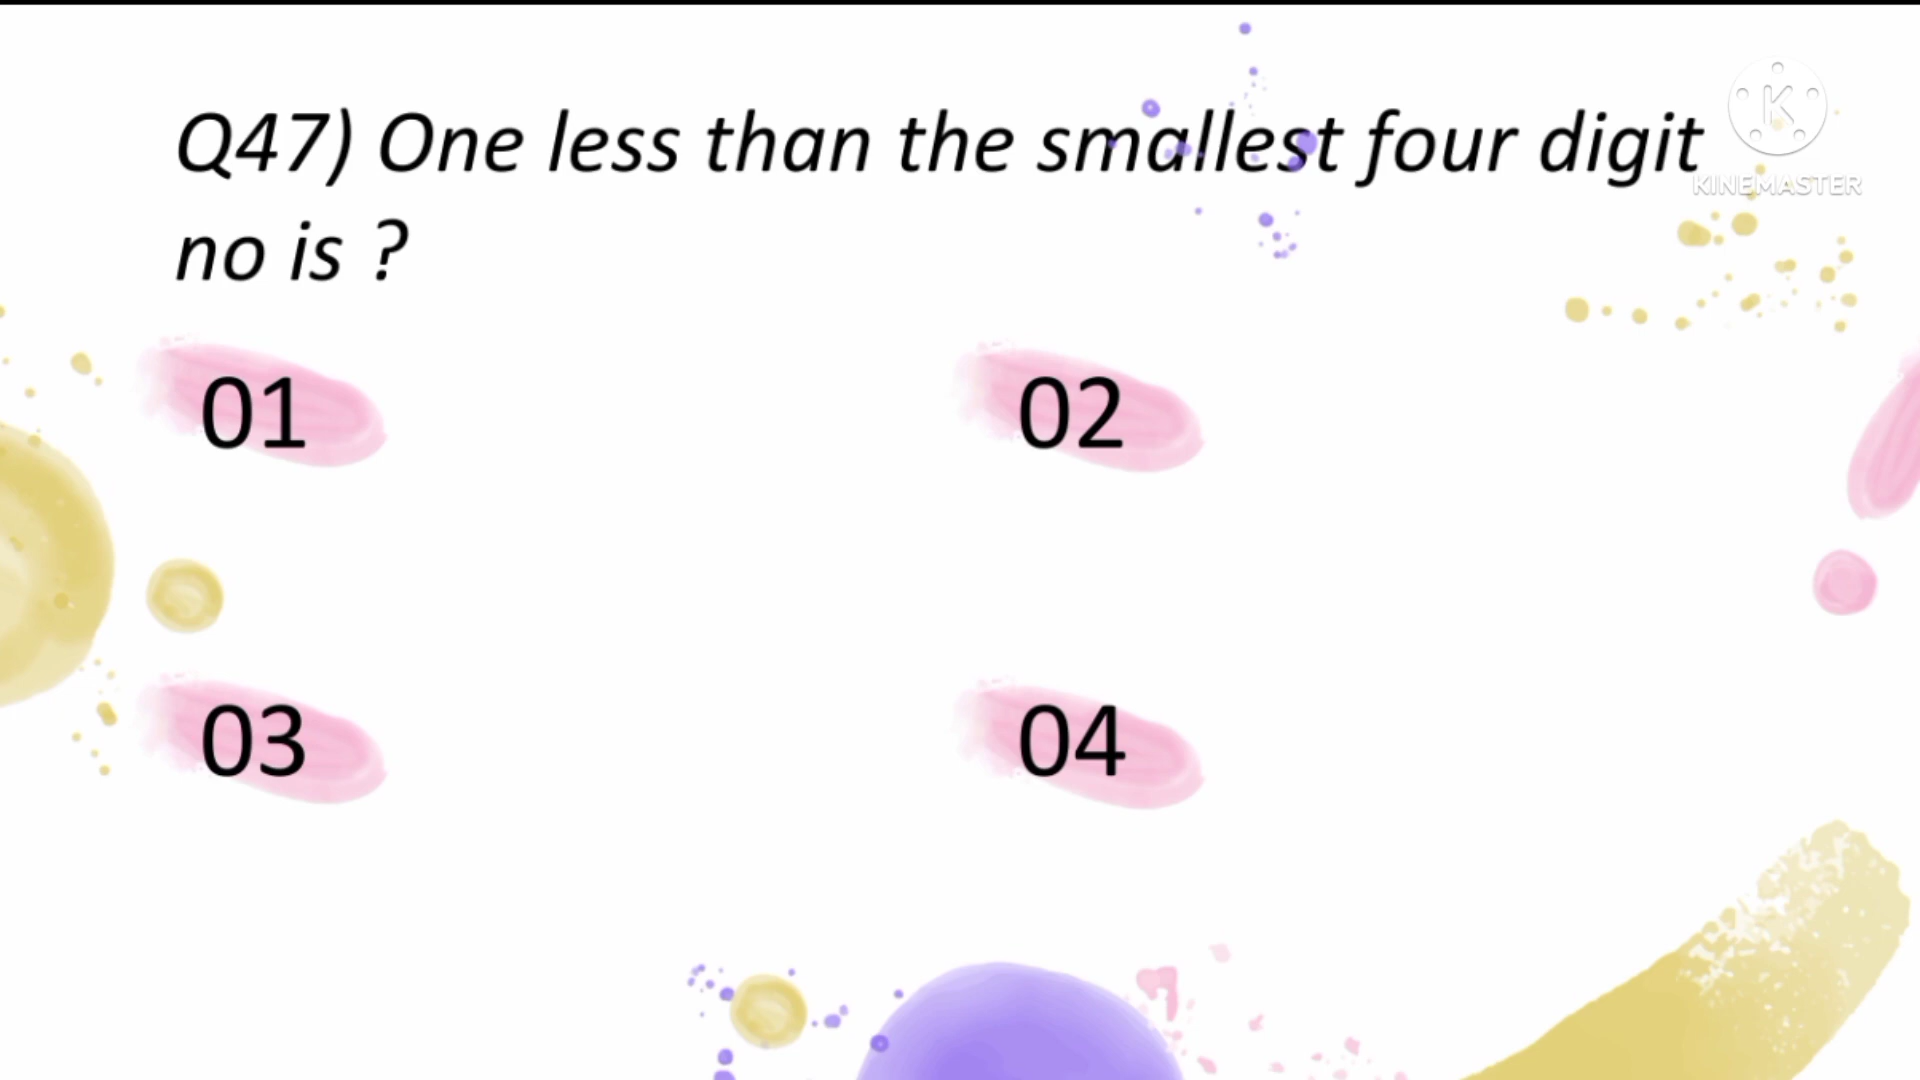 Q47) One less than the smallest four digit
no is ?
K
KINEMASTER
01
02
03
04